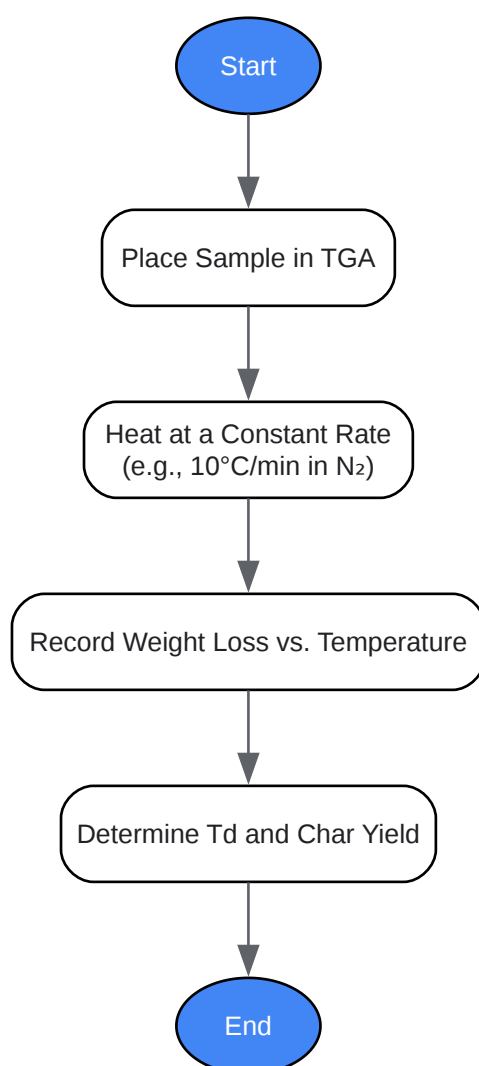 Start
Place Sample in TGA
Heat at a Constant Rate
(e.g., 10°C/min in N₂)
Record Weight Loss vs. Temperature
Determine Td and Char Yield
End